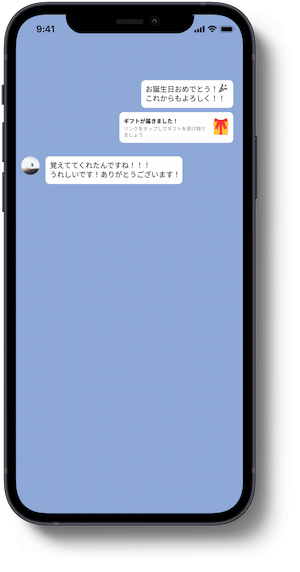 9:41
お誕生日おめでとう！🎉
これからもよろしく！！
ギフトが届きました！
リンクをタップしてギフトを受け取り
ましょう
覚えててくれたんですね！！！
うれしいです！ありがとうございます！